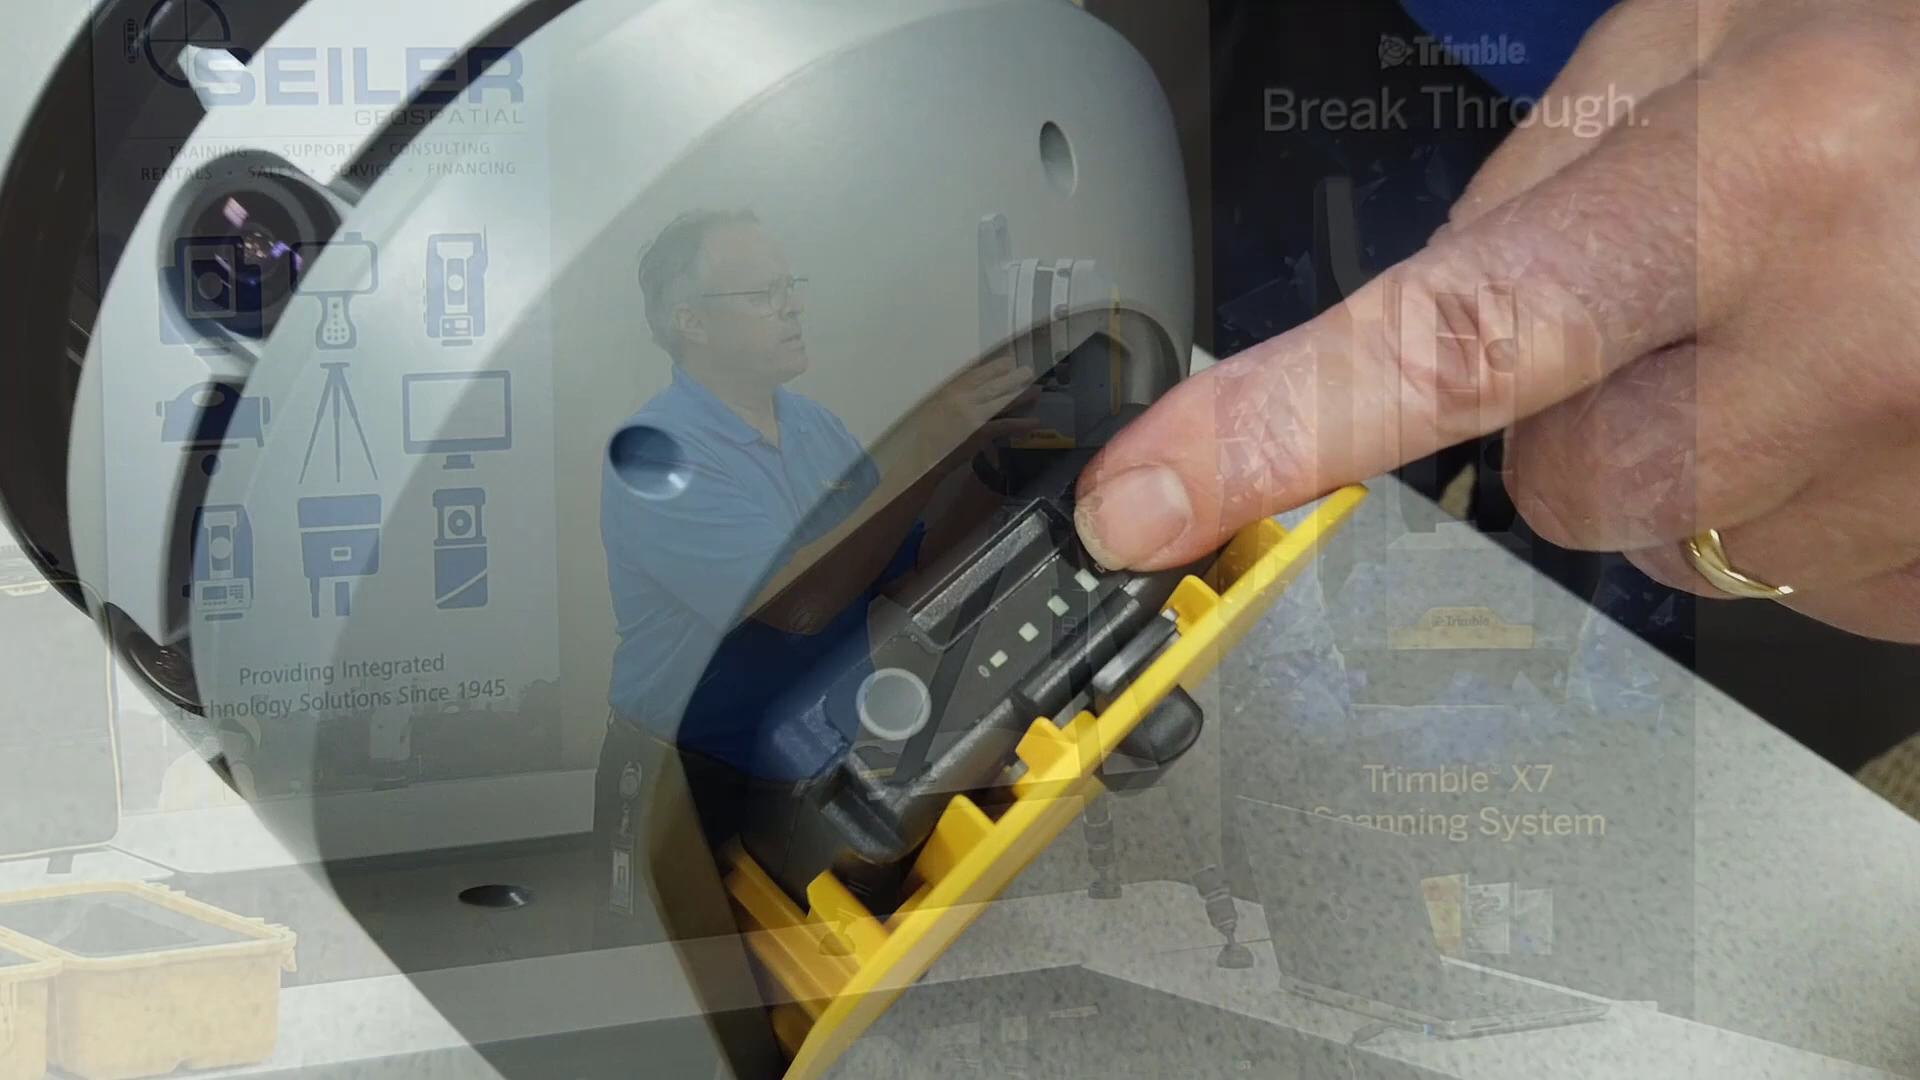 SEILER
GEOSPATIAL
TRAINING • SUPPORT • CONSULTING
RENTALS • SALES • SERVICE • FINANCING
Providing Integrated
Technology Solutions Since 1945
Trimble
Break Through.
Trimble
Trimble® X7
Scanning System